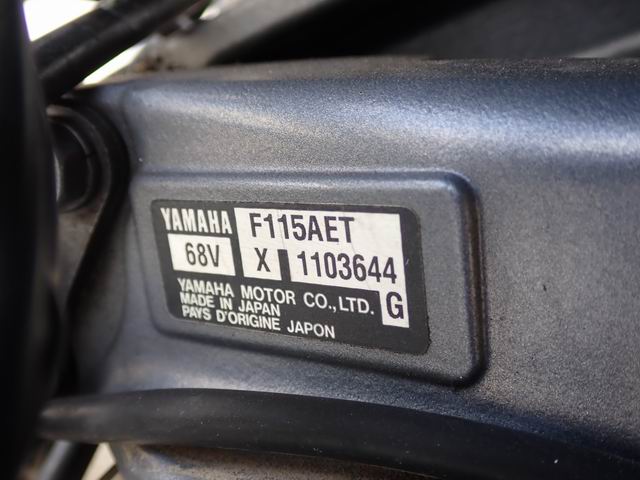 YAMAHA F115AET
68V X 1103644
YAMAHA MOTOR CO.,LTD. G
MADE IN JAPAN
PAYS D'ORIGINE JAPON